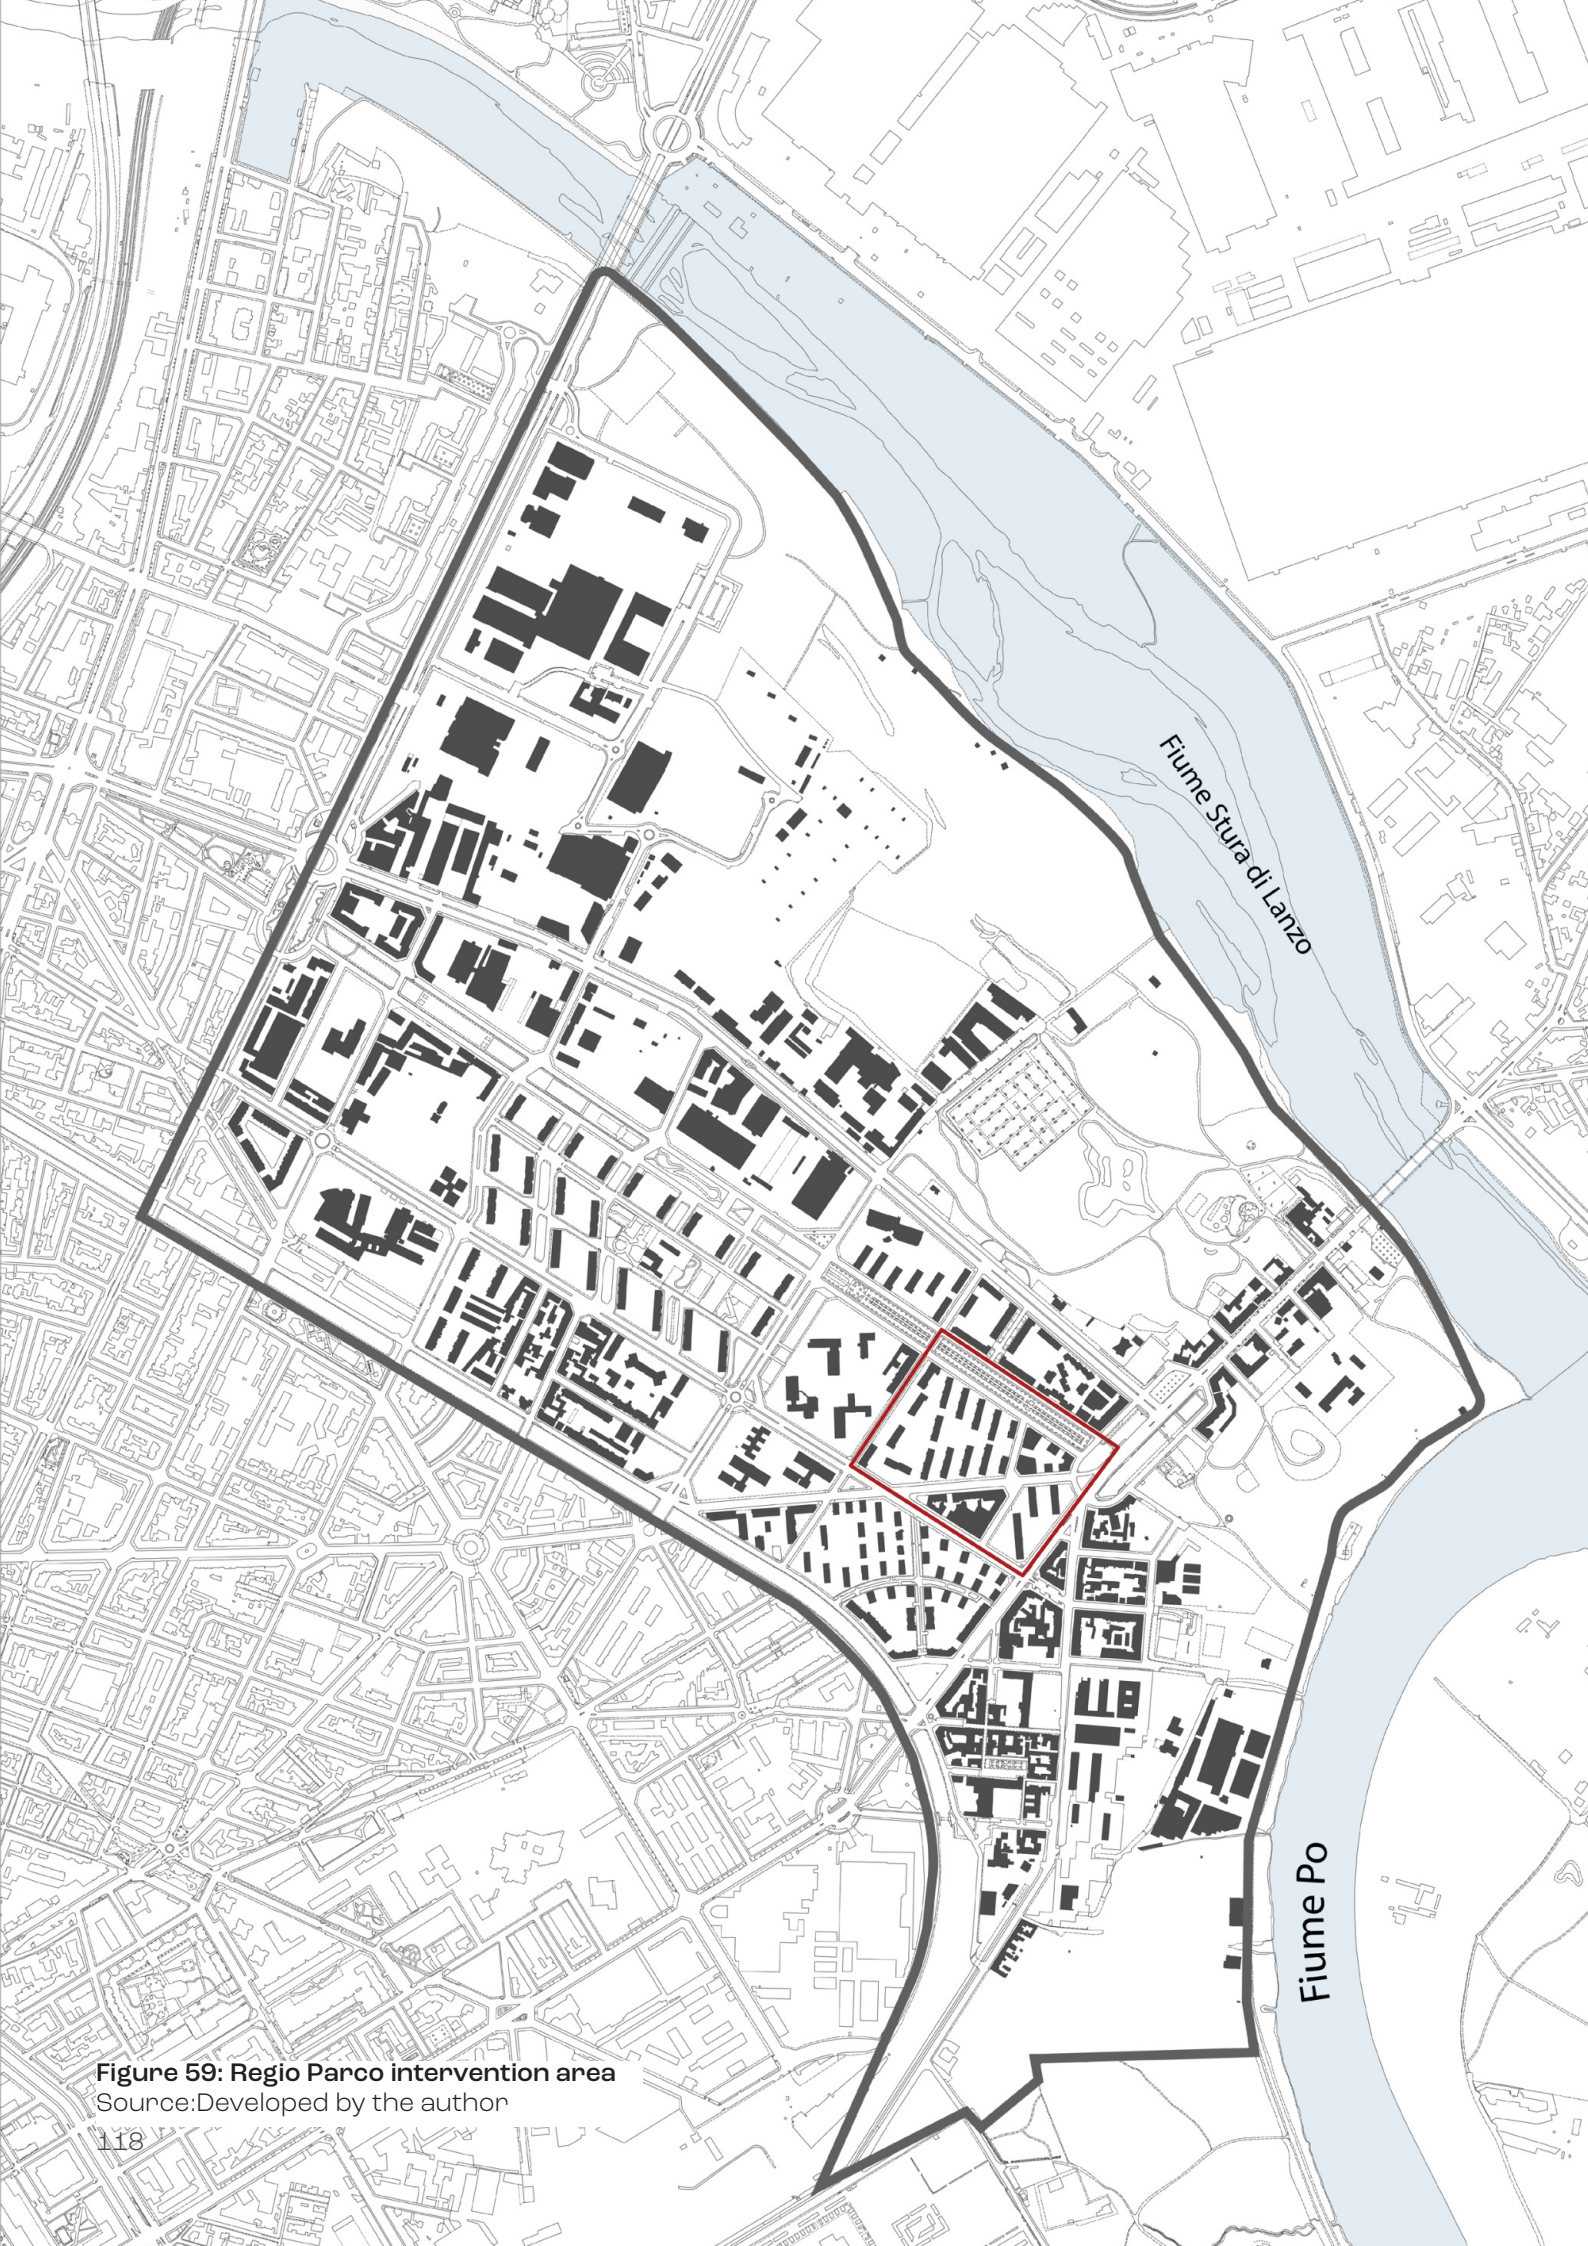 Fiume Stura di Lanzo
Fiume Po
Figure 59: Regio Parco intervention area
Source:Developed by the author
118